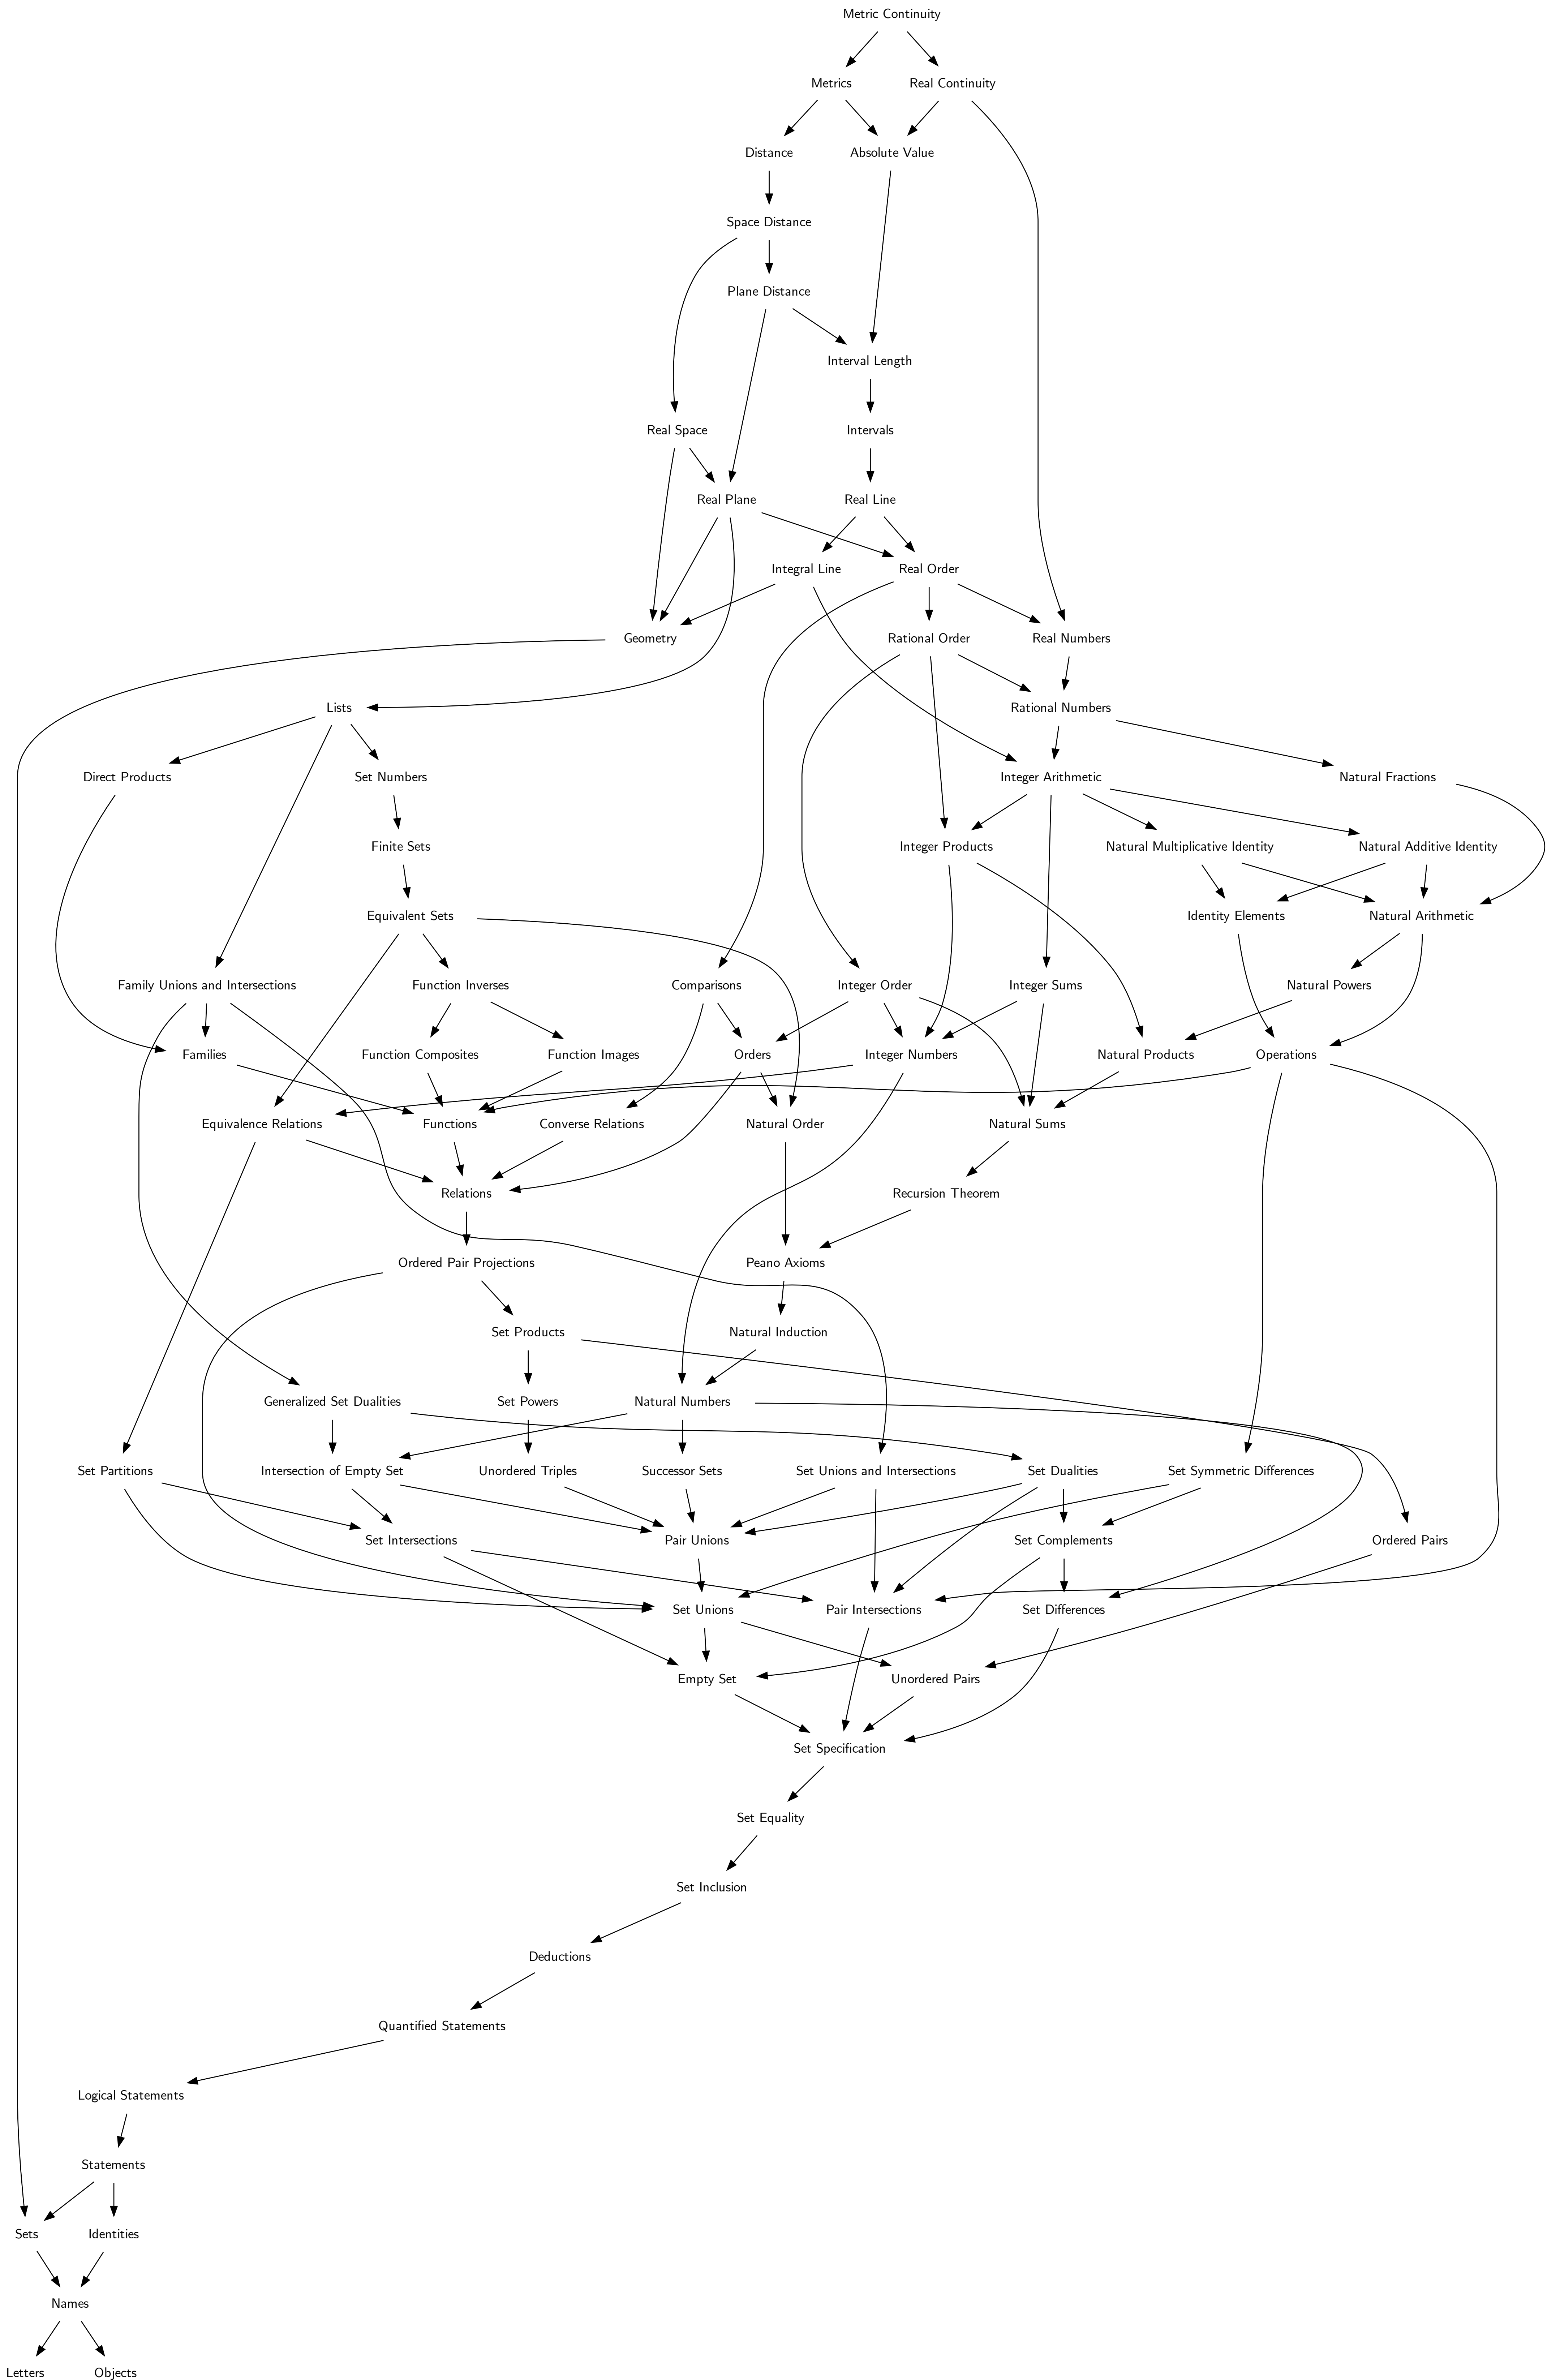 Metric Continuity
Metrics
Real Continuity
Distance
Absolute Value
Space Distance
Plane Distance
Interval Length
Real Space
Intervals
Real Plane
Real Line
Integral Line
Real Order
Geometry
Rational Order
Real Numbers
Lists
Rational Numbers
Direct Products
Set Numbers
Integer Arithmetic
Natural Fractions
Finite Sets
Integer Products
Natural Multiplicative Identity
Natural Additive Identity
Equivalent Sets
Identity Elements
Natural Arithmetic
Family Unions and Intersections
Function Inverses
Comparisons
Integer Order
Integer Sums
Natural Powers
Families
Function Composites
Function Images
Orders
Integer Numbers
Natural Products
Operations
Equivalence Relations
Functions
Converse Relations
Natural Order
Natural Sums
Relations
Recursion Theorem
Ordered Pair Projections
Peano Axioms
Set Products
Natural Induction
Generalized Set Dualities
Set Powers
Natural Numbers
Set Partitions
Intersection of Empty Set
Unordered Triples
Successor Sets
Set Unions and Intersections
Set Dualities
Set Symmetric Differences
Set Intersections
Pair Unions
Set Complements
Ordered Pairs
Set Unions
Pair Intersections
Set Differences
Empty Set
Unordered Pairs
Set Specification
Set Equality
Set Inclusion
Deductions
Quantified Statements
Logical Statements
Statements
Sets
Identities
Names
Letters
Objects